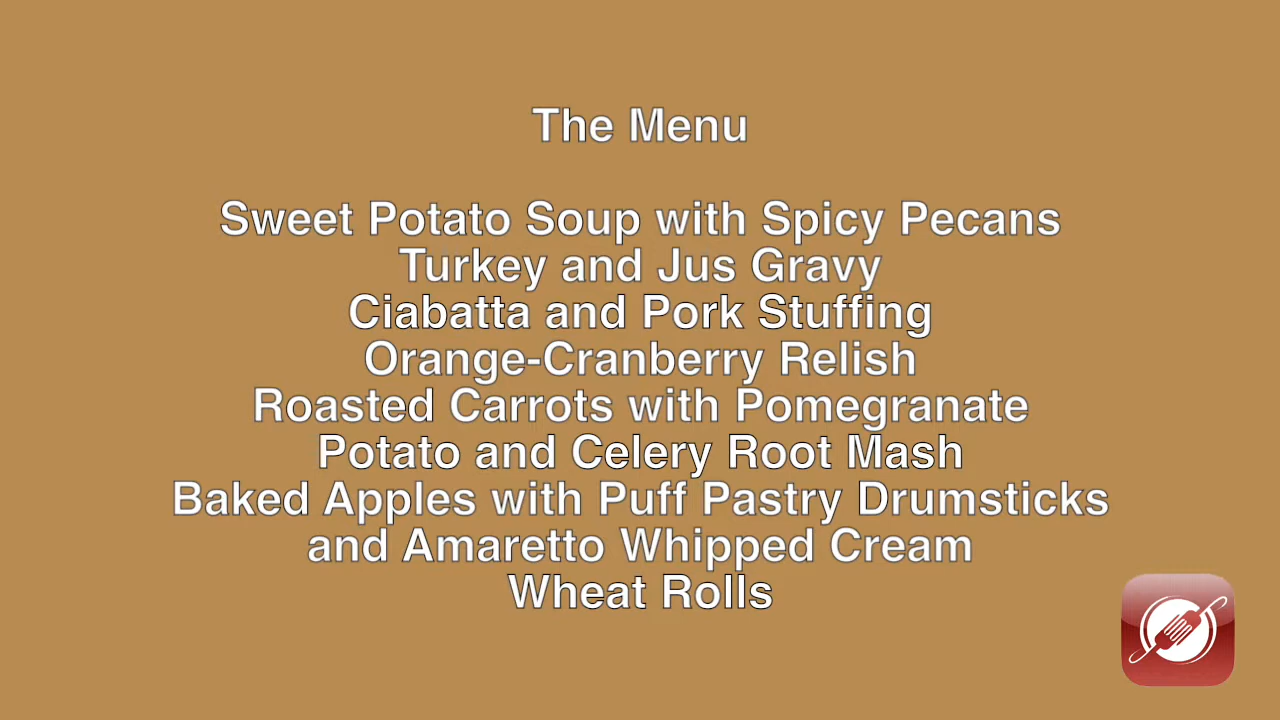 The Menu
Sweet Potato Soup with Spicy Pecans
Turkey and Jus Gravy
Ciabatta and Pork Stuffing
Orange-Cranberry Relish
Roasted Carrots with Pomegranate
Potato and Celery Root Mash
Baked Apples with Puff Pastry Drumsticks
and Amaretto Whipped Cream
Wheat Rolls